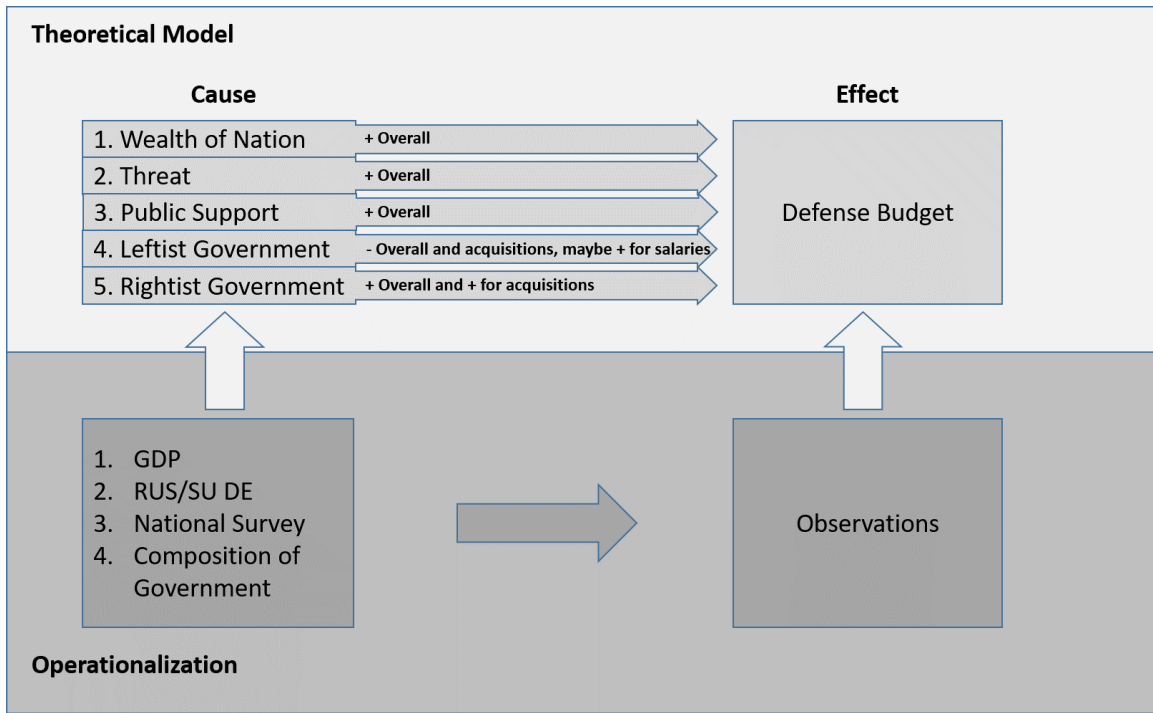 Theoretical Model
Cause
Effect
1. Wealth of Nation
+ Overall
2. Threat
+ Overall
3. Public Support
+ Overall
4. Leftist Government
- Overall and acquisitions, maybe + for salaries
5. Rightist Government
+ Overall and + for acquisitions
Defense Budget
1. GDP
2. RUS/SU DE
3. National Survey
4. Composition of
Government
Observations
Operationalization